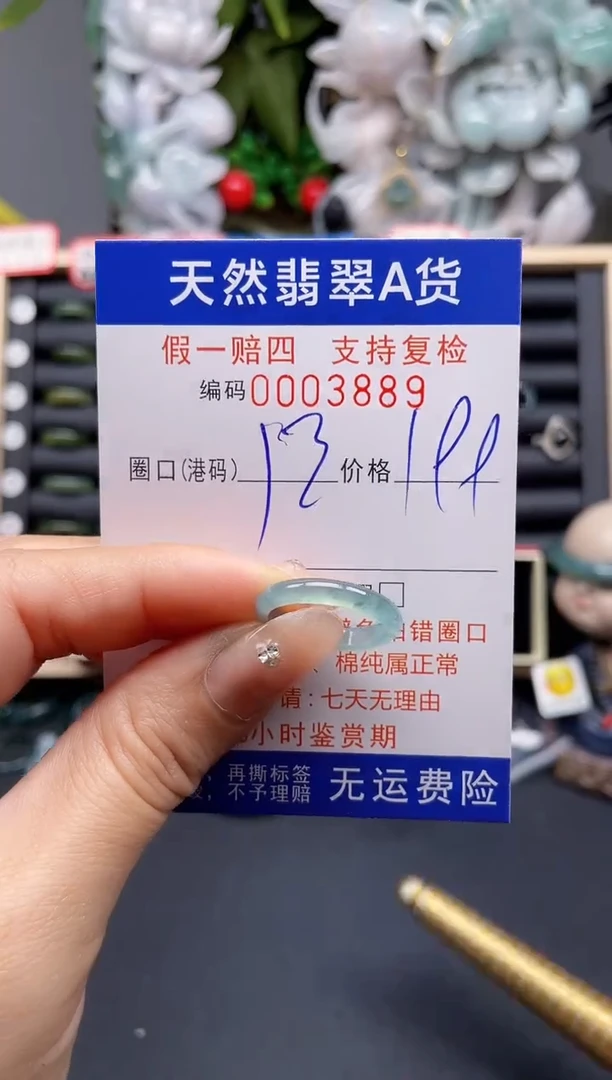 天然翡翠A货
假一赔四 支持复检
编码0003889
圈口(港码) 价格
错圈口
棉纯属正常
请:七天无理由
小时鉴赏期
再撕标签
不予理赔
无运费险